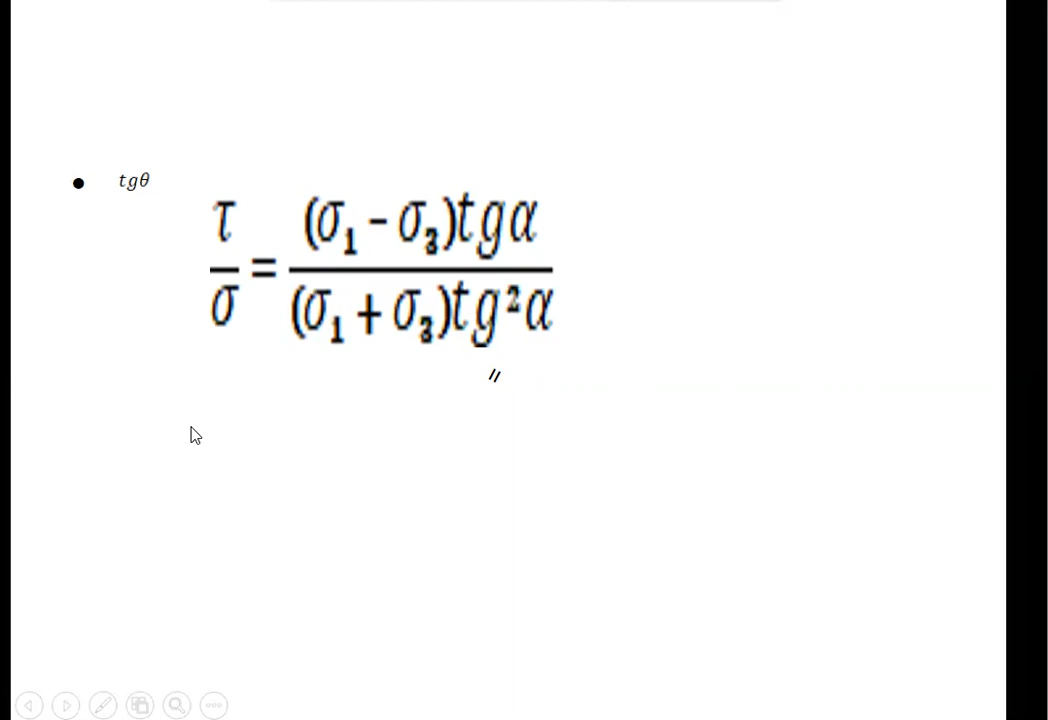 • tgθ
τ/σ = (σ₁ - σ₃)tgα / (σ₁ + σ₃)tg²α
//